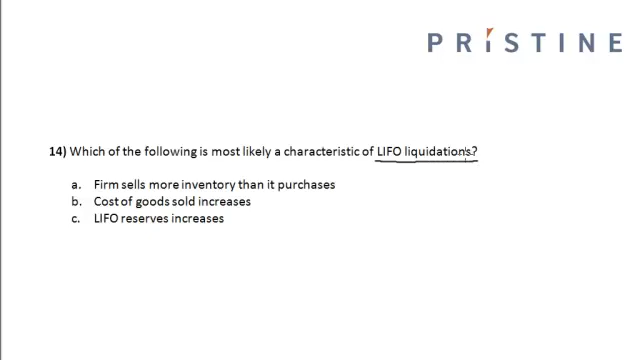 PRISTINE
14) Which of the following is most likely a characteristic of LIFO liquidations?
a. Firm sells more inventory than it purchases
b. Cost of goods sold increases
c. LIFO reserves increases